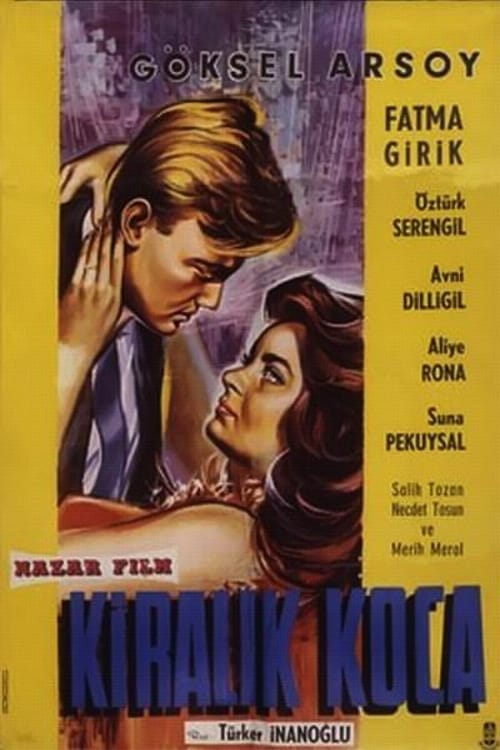 GÖKSEL ARSOY
FATMA
GİRİK
Öztürk
SERENGİL
Avni
DİLLİGİL
Aliye
RONA
Suna
PEKUYSAL
Salih Tozan
Necdet Tosun
ve
Merih Meral
NAZAR FİLM
KİRALIK KOCA
Türker İNANOĞLU